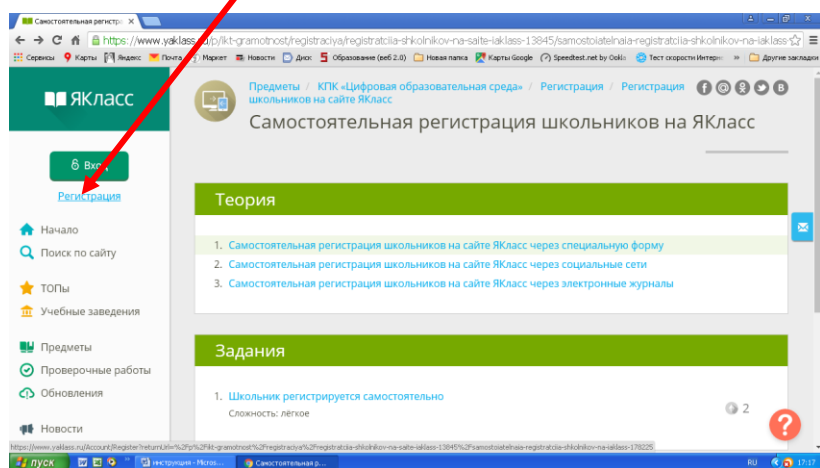 Самостоятельная регистр
https://www.yaklass.ru/p/ikt-gramotnost/registraciya/registratciia-shkolnikov-na-saite-iaklass-13845/samostoiatelnaia-registratciia-shkolnikov-na-iaklass
Сервисы Карты Яндекс Почта Маркет Новости Диск Образование (веб 2.0) Новая папка Карты Google Speedtest.net by Ookla Тест скорости Интерн » Другие закладки
ЯКласс
Предметы / КПК «Цифровая образовательная среда» / Регистрация / Регистрация
школьников на сайте ЯКласс
Самостоятельная регистрация школьников на ЯКласс
Вход
Регистрация
Начало
Поиск по сайту
ТОПы
Учебные заведения
Предметы
Проверочные работы
Обновления
Новости
Теория
1. Самостоятельная регистрация школьников на сайте ЯКласс через специальную форму
2. Самостоятельная регистрация школьников на сайте ЯКласс через социальные сети
3. Самостоятельная регистрация школьников на сайте ЯКласс через электронные журналы
Задания
1. Школьник регистрируется самостоятельно
Сложность: лёгкое
2
?
https://www.yaklass.ru/Account/Register?returnUrl=%2Fp%2Fikt-gramotnost%2Fregistraciya%2Fregistratciia-shkolnikov-na-saite-iaklass-13845%2Fsamostoiatelnaia-registratciia-shkolnikov-na-iaklass-178225
пуск
инструкция - Micros...
Самостоятельная р...
RU
17:17